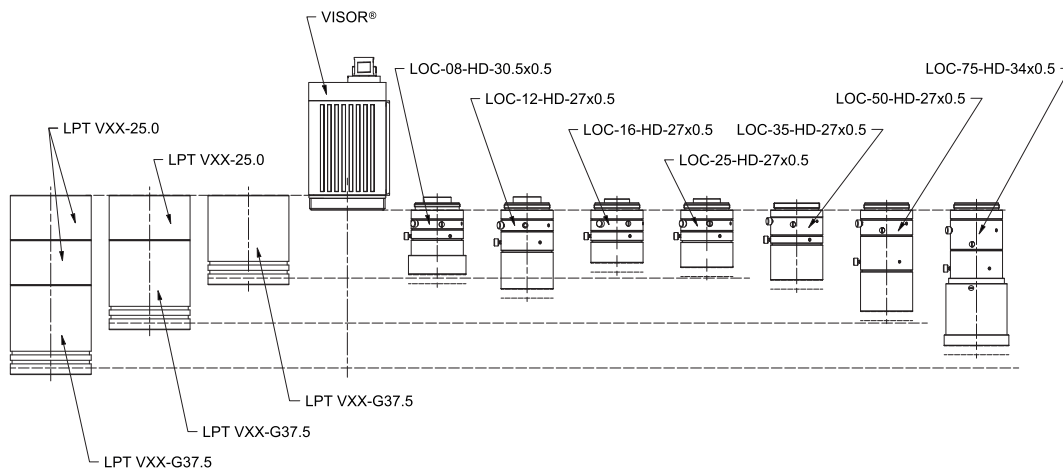 VISOR®
LOC-08-HD-30.5x0.5
LOC-75-HD-34x0.5
LOC-12-HD-27x0.5
LOC-50-HD-27x0.5
LPT VXX-25.0
LOC-16-HD-27x0.5
LOC-35-HD-27x0.5
LPT VXX-25.0
LOC-25-HD-27x0.5
LPT VXX-G37.5
LPT VXX-G37.5
LPT VXX-G37.5